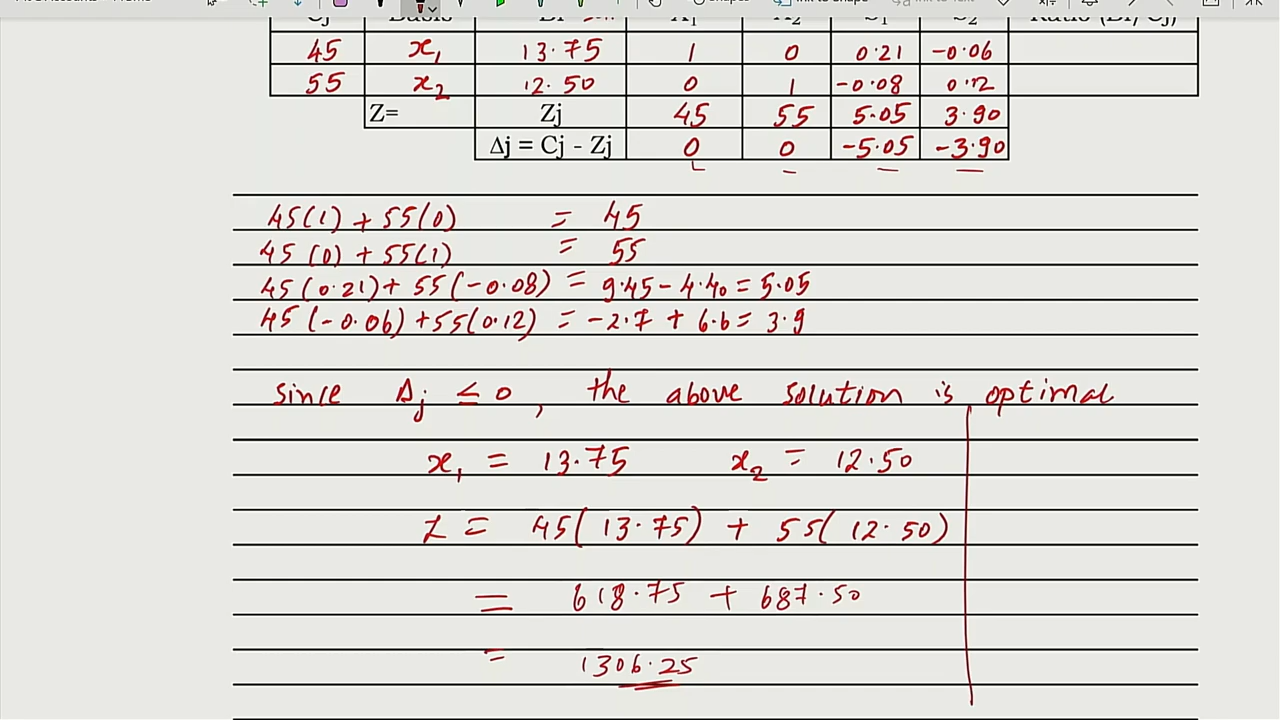 45 x₁ 13.75 1 0 0.21 -0.06
55 x₂ 12.50 0 1 -0.08 0.12
Z= Zj 45 55 5.05 3.90
Δj = Cj - Zj 0 0 -5.05 -3.90
45(1) + 55(0) = 45
45 (0) + 55(1) = 55
45(0.21) + 55(-0.08) = 9.45 - 4.40 = 5.05
45 (-0.06) + 55(0.12) = -2.7 + 6.6 = 3.9
Since Δj ≤ 0, the above solution is optimal
x₁ = 13.75 x₂ = 12.50
Z = 45(13.75) + 55(12.50)
= 618.75 + 687.50
= 1306.25